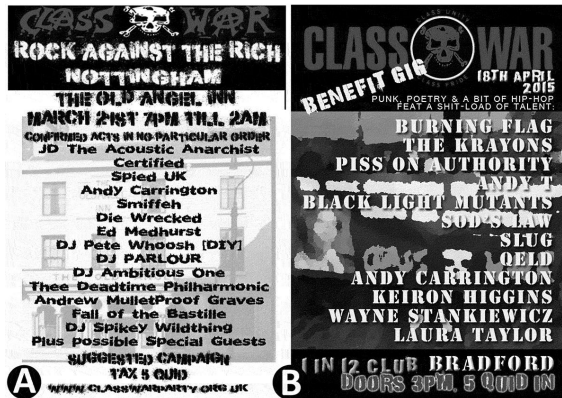 CLASS WAR
ROCK AGAINST THE RICH
NOTTINGHAM
THE OLD ANGEL INN
MARCH 21ST 7PM TILL 2AM
CONFIRMED ACTS IN NO PARTICULAR ORDER
JD The Acoustic Anarchist
Certified
Spied UK
Andy Carrington
Smiffeh
Die Wrecked
Ed Medhurst
DJ Pete Whoosh [DIY]
DJ PARLOUR
DJ Ambitious One
Thee Deadtime Philharmonic
Andrew MulletProof Graves
Fall of the Bastille
DJ Spikey Wildthing
Plus possible Special Guests
SUGGESTED CAMPAIGN
TAX 5 QUID
WWW.CLASSWARPARTY.ORG.UK
A
CLASS WAR
CLASS UNITY
CLASS PRIDE
BENEFIT GIG
18TH APRIL
2015
PUNK, POETRY & A BIT OF HIP-HOP
FEAT A SHIT-LOAD OF TALENT:
BURNING FLAG
THE KRAYONS
PISS ON AUTHORITY
ANDY T
BLACK LIGHT MUTANTS
SOD'S LAW
SLUG
QELD
ANDY CARRINGTON
KEIRON HIGGINS
WAYNE STANKIEWICZ
LAURA TAYLOR
1 IN 12 CLUB BRADFORD
DOORS 3PM, 5 QUID IN
B